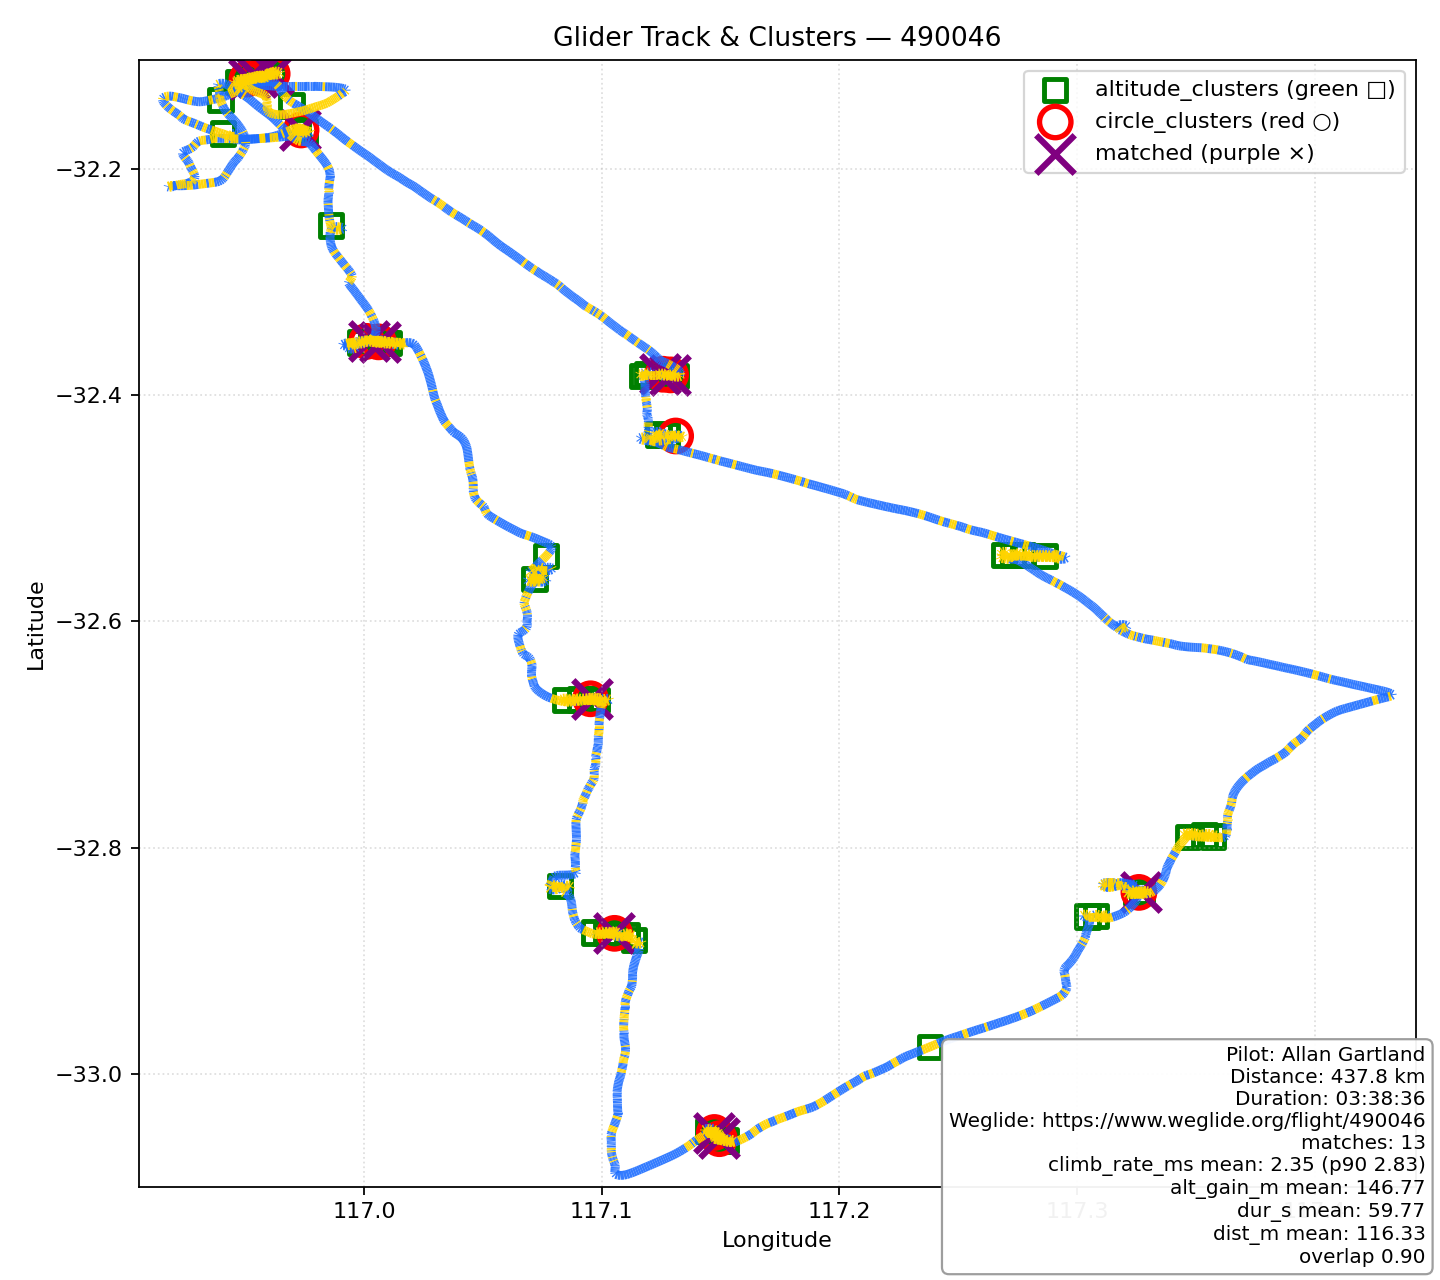 Glider Track & Clusters — 490046
altitude_clusters (green □)
circle_clusters (red ○)
matched (purple ×)
Latitude
−32.2
−32.4
−32.6
−32.8
−33.0
117.0
117.1
117.2
117.3
Longitude
Pilot: Allan Gartland
Distance: 437.8 km
Duration: 03:38:36
Weglide: https://www.weglide.org/flight/490046
matches: 13
climb_rate_ms mean: 2.35 (p90 2.83)
alt_gain_m mean: 146.77
dur_s mean: 59.77
dist_m mean: 116.33
overlap 0.90